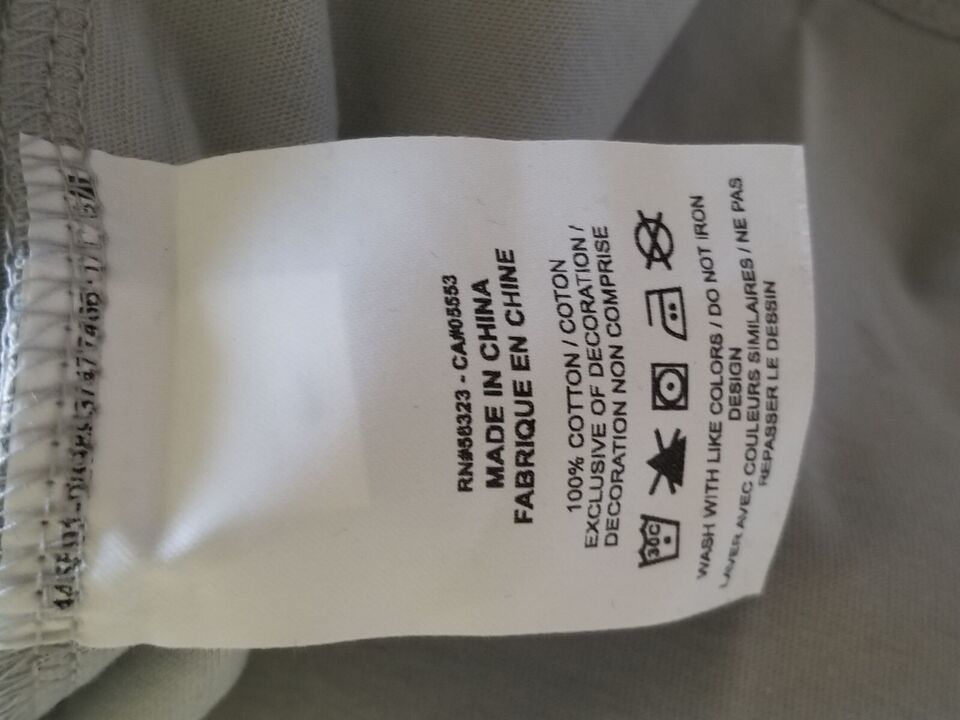 RN#58323 - CA#05553
MADE IN CHINA
FABRIQUE EN CHINE
100% COTTON / COTON
EXCLUSIVE OF DECORATION /
DECORATION NON COMPRISE
30C
WASH WITH LIKE COLORS / DO NOT IRON
DESIGN
LAVER AVEC COULEURS SIMILAIRES / NE PAS
REPASSER LE DESSIN